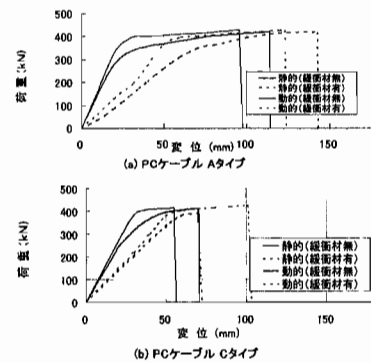 500
400
300
200
100
0
荷重(kN)
静的(緩衝材無)
静的(緩衝材有)
動的(緩衝材無)
動的(緩衝材有)
0
50
100
150
変位 (mm)
(a) PCケーブル Aタイプ
500
400
300
200
100
0
荷重(kN)
静的(緩衝材無)
静的(緩衝材有)
動的(緩衝材無)
動的(緩衝材有)
0
50
100
150
変位 (mm)
(b) PCケーブル Cタイプ